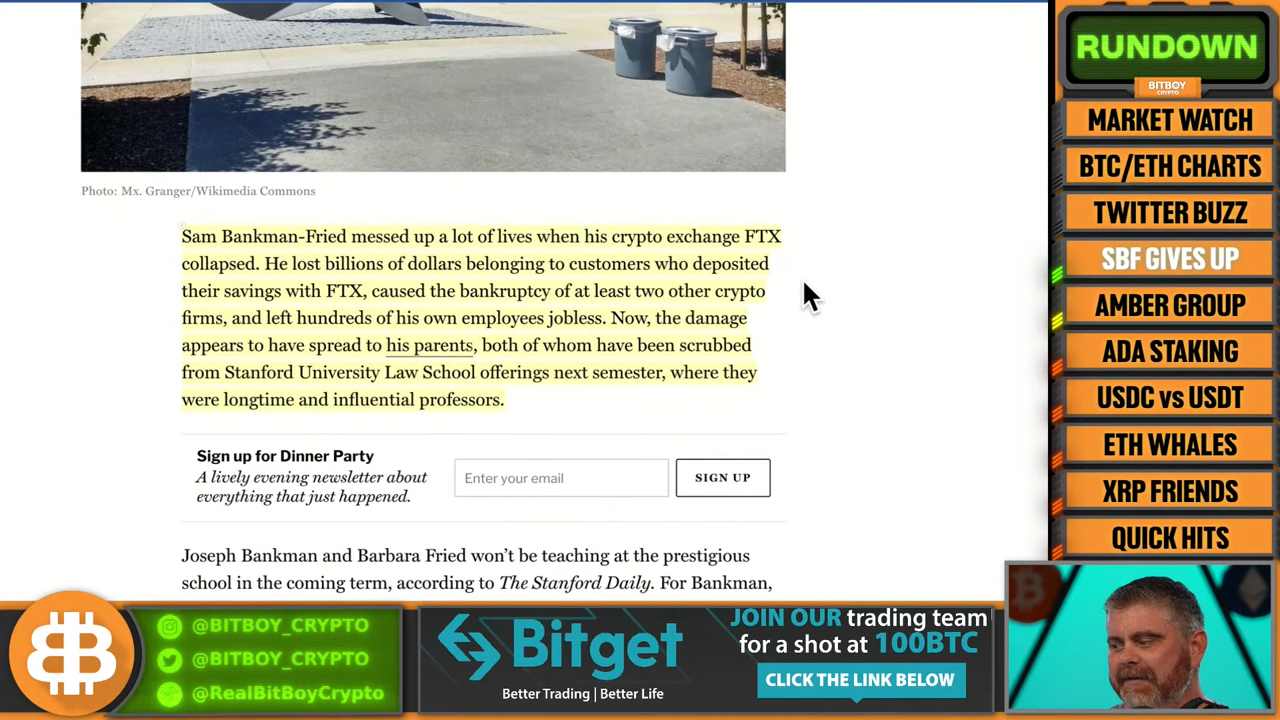 Photo: Mx. Granger/Wikimedia Commons
Sam Bankman-Fried messed up a lot of lives when his crypto exchange FTX
collapsed. He lost billions of dollars belonging to customers who deposited
their savings with FTX, caused the bankruptcy of at least two other crypto
firms, and left hundreds of his own employees jobless. Now, the damage
appears to have spread to his parents, both of whom have been scrubbed
from Stanford University Law School offerings next semester, where they
were longtime and influential professors.
Sign up for Dinner Party
A lively evening newsletter about
everything that just happened.
Enter your email
SIGN UP
Joseph Bankman and Barbara Fried won't be teaching at the prestigious
school in the coming term, according to The Stanford Daily. For Bankman,
RUNDOWN
BITBOY
CRYPTO
MARKET WATCH
BTC/ETH CHARTS
TWITTER BUZZ
SBF GIVES UP
AMBER GROUP
ADA STAKING
USDC vs USDT
ETH WHALES
XRP FRIENDS
QUICK HITS
@BITBOY_CRYPTO
@BITBOY_CRYPTO
@RealBitBoyCrypto
Bitget
Better Trading | Better Life
JOIN OUR trading team
for a shot at 100BTC
CLICK THE LINK BELOW